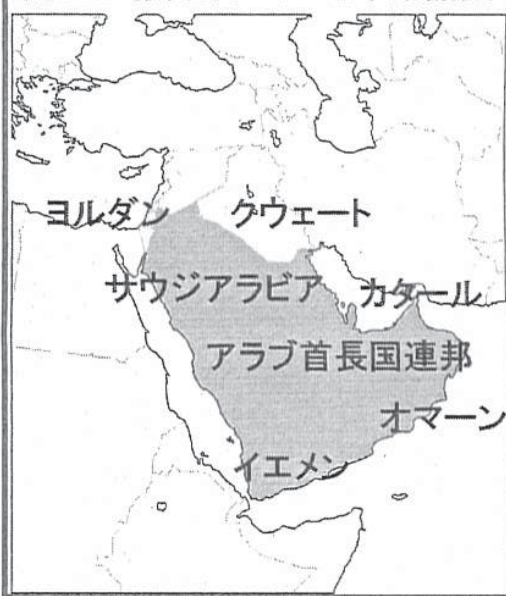 ヨルダン
クウェート
サウジアラビア
カタール
アラブ首長国連邦
オマーン
イエメン